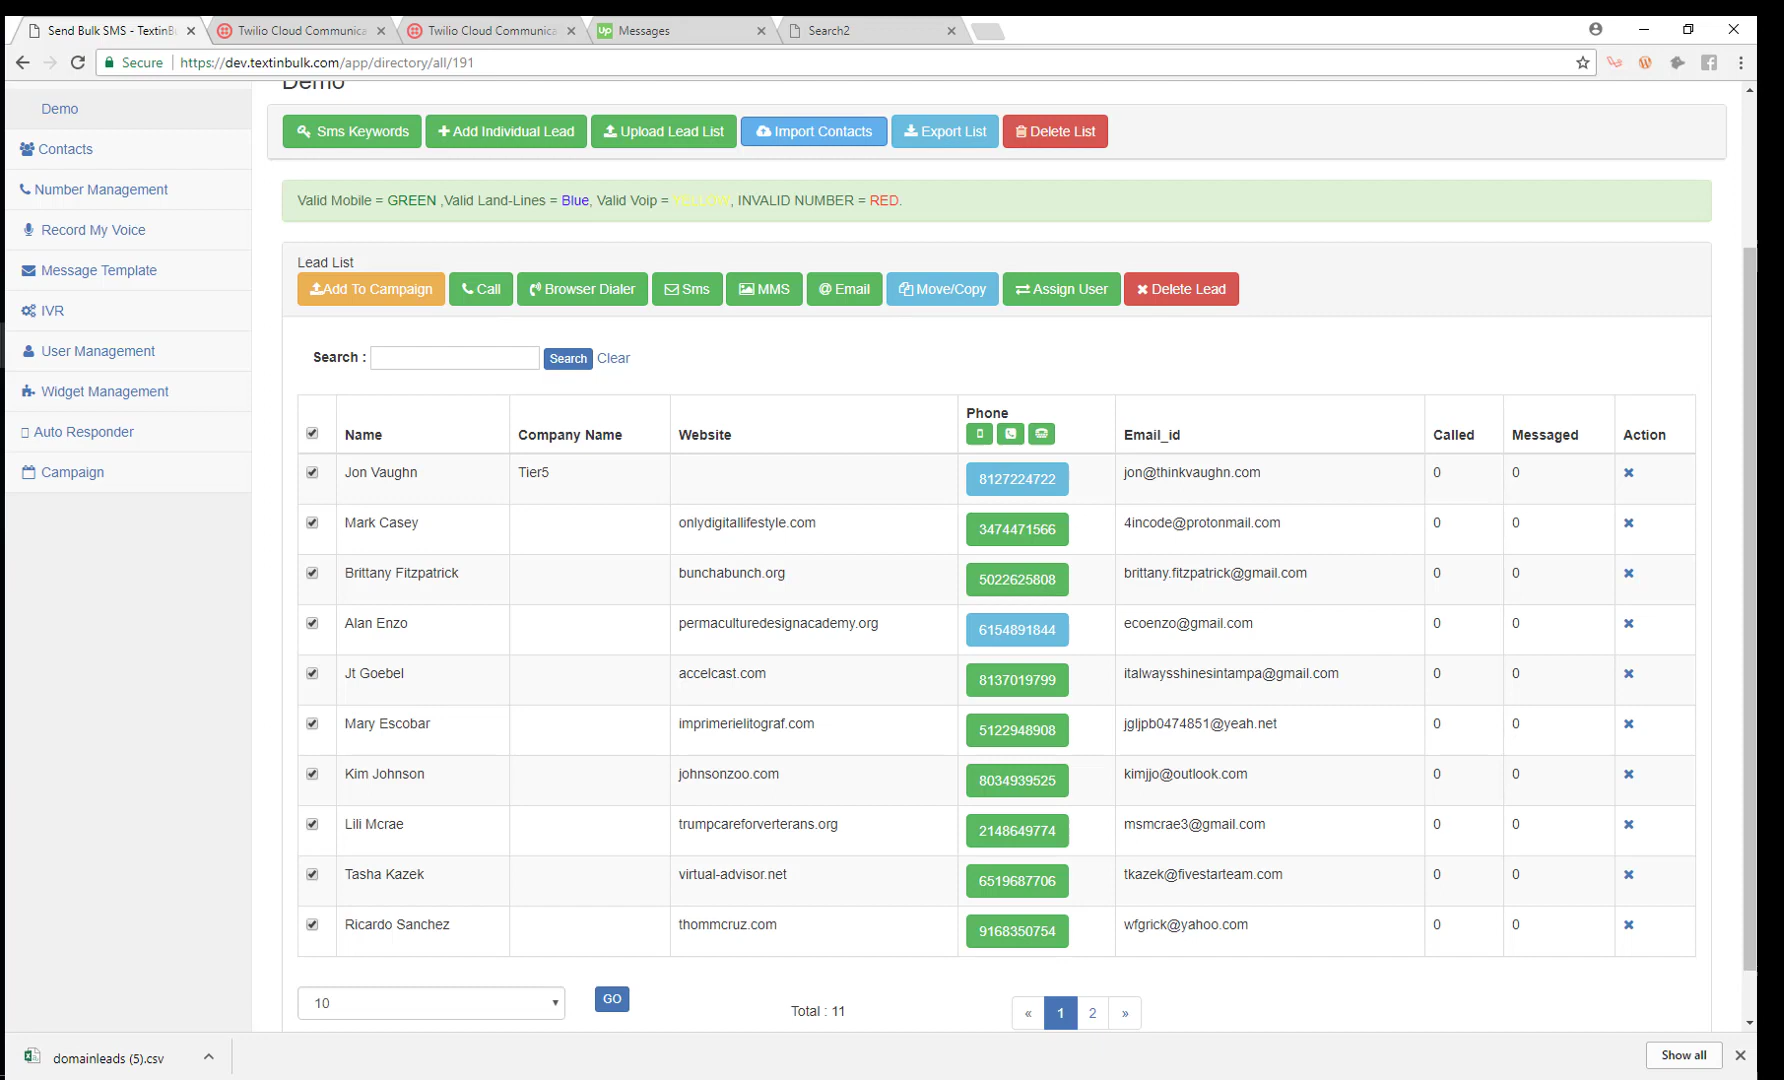 Send Bulk SMS - TextinBu
Twilio Cloud Communica
Twilio Cloud Communica
Up Messages
Search2
Secure https://dev.textinbulk.com/app/directory/all/191
Demo
Demo
Contacts
Number Management
Record My Voice
Message Template
IVR
User Management
Widget Management
Auto Responder
Campaign
Sms Keywords Add Individual Lead Upload Lead List Import Contacts Export List Delete List
Valid Mobile = GREEN ,Valid Land-Lines = Blue, Valid Voip = YELLOW, INVALID NUMBER = RED.
Lead List
Add To Campaign Call Browser Dialer Sms MMS @ Email Move/Copy Assign User Delete Lead
Search : Search Clear
Name Company Name Website Phone Email_id Called Messaged Action
Jon Vaughn Tier5 8127224722 jon@thinkvaughn.com 0 0
Mark Casey onlydigitallifestyle.com 3474471566 4incode@protonmail.com 0 0
Brittany Fitzpatrick bunchabunch.org 5022625808 brittany.fitzpatrick@gmail.com 0 0
Alan Enzo permaculturedesignacademy.org 6154891844 ecoenzo@gmail.com 0 0
Jt Goebel accelcast.com 8137019799 italwaysshinesintampa@gmail.com 0 0
Mary Escobar imprimerielitograf.com 5122948908 jgljpb0474851@yeah.net 0 0
Kim Johnson johnsonzoo.com 8034939525 kimjjo@outlook.com 0 0
Lili Mcrae trumpcareforverterans.org 2148649774 msmcrae3@gmail.com 0 0
Tasha Kazek virtual-advisor.net 6519687706 tkazek@fivestarteam.com 0 0
Ricardo Sanchez thommcruz.com 9168350754 wfgrick@yahoo.com 0 0
10 GO Total : 11 « 1 2 »
domainleads (5).csv Show all